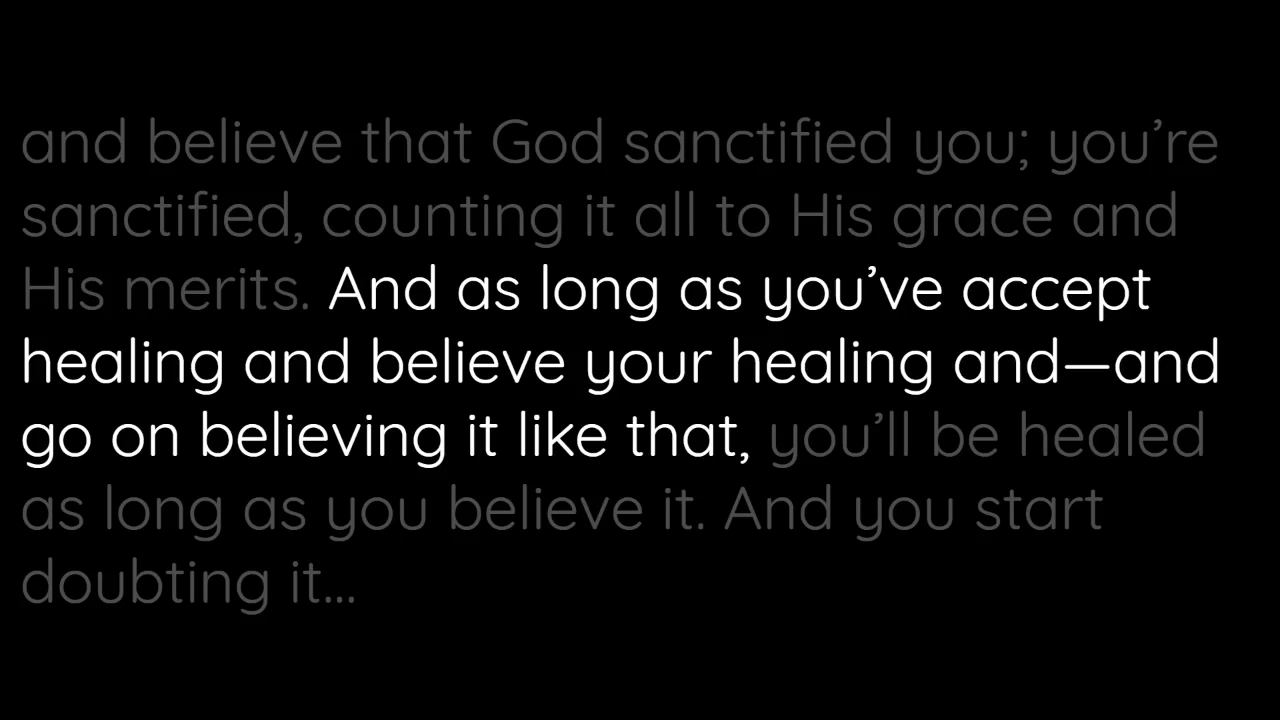 and believe that God sanctified you; you’re
sanctified, counting it all to His grace and
His merits. And as long as you’ve accept
healing and believe your healing and—and
go on believing it like that, you’ll be healed
as long as you believe it. And you start
doubting it...